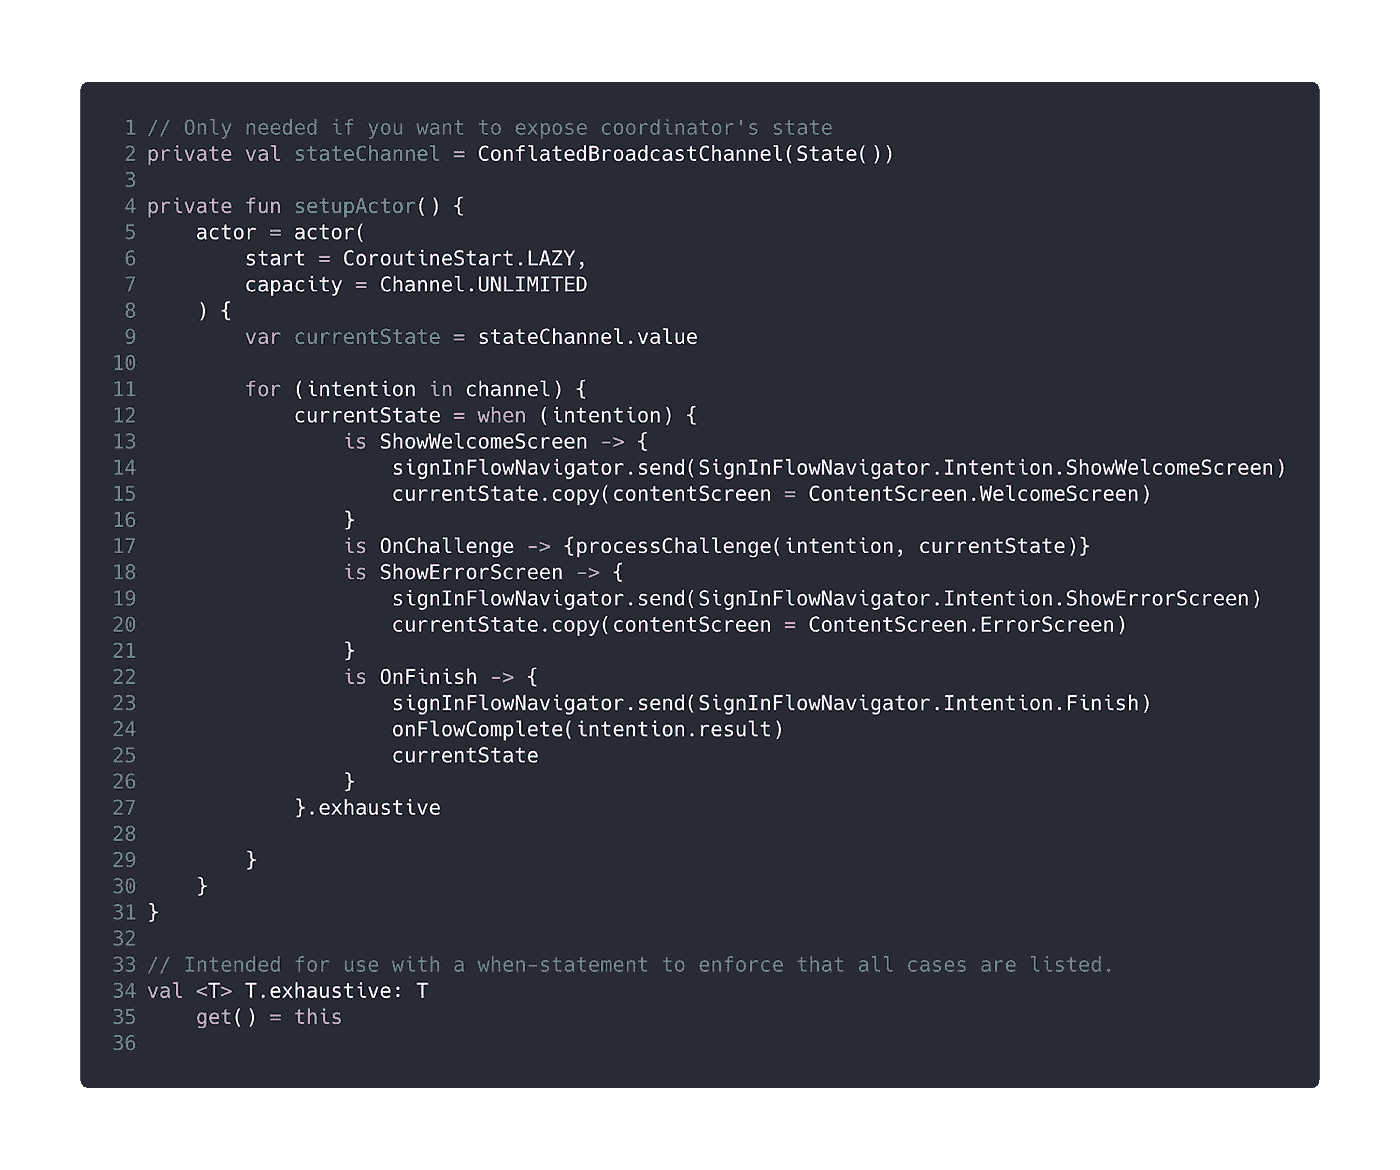 1 // Only needed if you want to expose coordinator's state
2 private val stateChannel = ConflatedBroadcastChannel(State())
3
4 private fun setupActor() {
5     actor = actor(
6         start = CoroutineStart.LAZY,
7         capacity = Channel.UNLIMITED
8     ) {
9         var currentState = stateChannel.value
10
11         for (intention in channel) {
12             currentState = when (intention) {
13                 is ShowWelcomeScreen -> {
14                     signInFlowNavigator.send(SignInFlowNavigator.Intention.ShowWelcomeScreen)
15                     currentState.copy(contentScreen = ContentScreen.WelcomeScreen)
16                 }
17                 is OnChallenge -> {processChallenge(intention, currentState)}
18                 is ShowErrorScreen -> {
19                     signInFlowNavigator.send(SignInFlowNavigator.Intention.ShowErrorScreen)
20                     currentState.copy(contentScreen = ContentScreen.ErrorScreen)
21                 }
22                 is OnFinish -> {
23                     signInFlowNavigator.send(SignInFlowNavigator.Intention.Finish)
24                     onFlowComplete(intention.result)
25                     currentState
26                 }
27             }.exhaustive
28
29         }
30     }
31 }
32
33 // Intended for use with a when-statement to enforce that all cases are listed.
34 val <T> T.exhaustive: T
35     get() = this
36